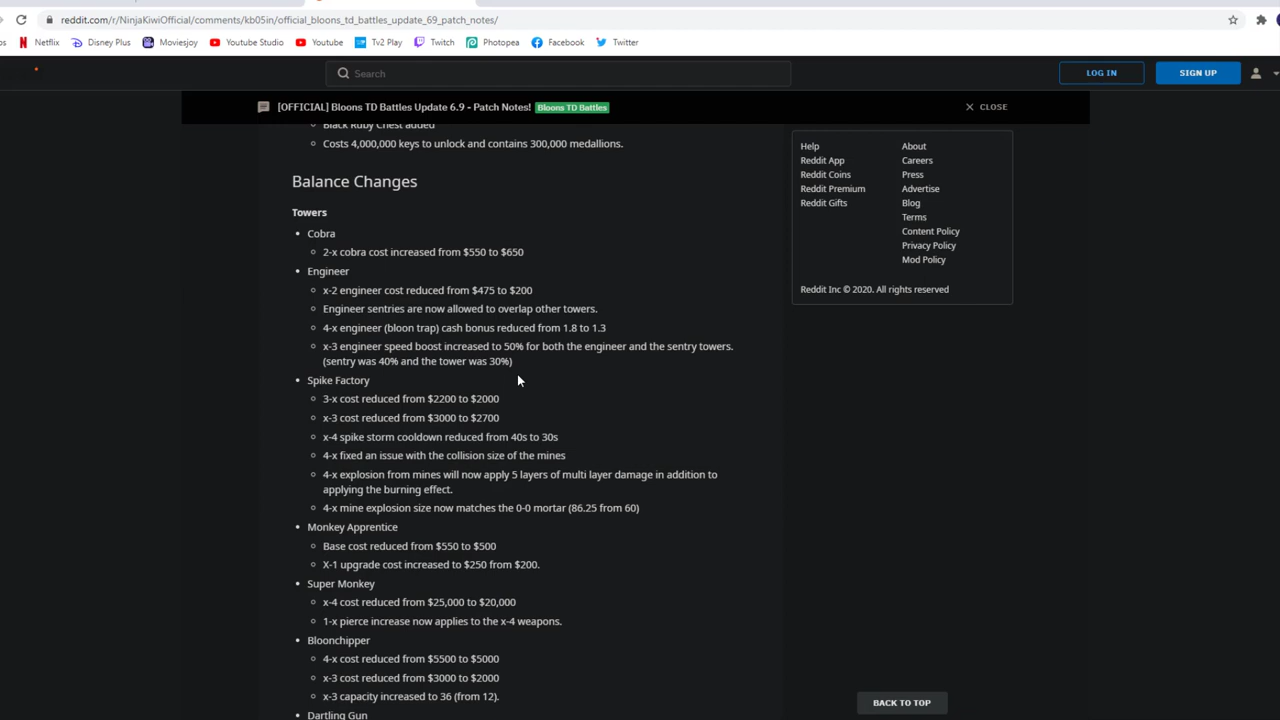 reddit.com/r/NinjaKiwiOfficial/comments/kb05in/official_bloons_td_battles_update_69_patch_notes/
Netflix Disney Plus Moviesjoy Youtube Studio Youtube Tv2 Play Twitch Photopea Facebook Twitter
Search LOG IN SIGN UP
[OFFICIAL] Bloons TD Battles Update 6.9 - Patch Notes! Bloons TD Battles CLOSE
Black Ruby Chest added
Costs 4,000,000 keys to unlock and contains 300,000 medallions.
Balance Changes
Towers
Cobra
2-x cobra cost increased from $550 to $650
Engineer
x-2 engineer cost reduced from $475 to $200
Engineer sentries are now allowed to overlap other towers.
4-x engineer (bloon trap) cash bonus reduced from 1.8 to 1.3
x-3 engineer speed boost increased to 50% for both the engineer and the sentry towers.
(sentry was 40% and the tower was 30%)
Spike Factory
3-x cost reduced from $2200 to $2000
x-3 cost reduced from $3000 to $2700
x-4 spike storm cooldown reduced from 40s to 30s
4-x fixed an issue with the collision size of the mines
4-x explosion from mines will now apply 5 layers of multi layer damage in addition to
applying the burning effect.
4-x mine explosion size now matches the 0-0 mortar (86.25 from 60)
Monkey Apprentice
Base cost reduced from $550 to $500
X-1 upgrade cost increased to $250 from $200.
Super Monkey
x-4 cost reduced from $25,000 to $20,000
1-x pierce increase now applies to the x-4 weapons.
Bloonchipper
4-x cost reduced from $5500 to $5000
x-3 cost reduced from $3000 to $2000
x-3 capacity increased to 36 (from 12).
Dartling Gun
Help About
Reddit App Careers
Reddit Coins Press
Reddit Premium Advertise
Reddit Gifts Blog
Terms
Content Policy
Privacy Policy
Mod Policy
Reddit Inc © 2020. All rights reserved
BACK TO TOP